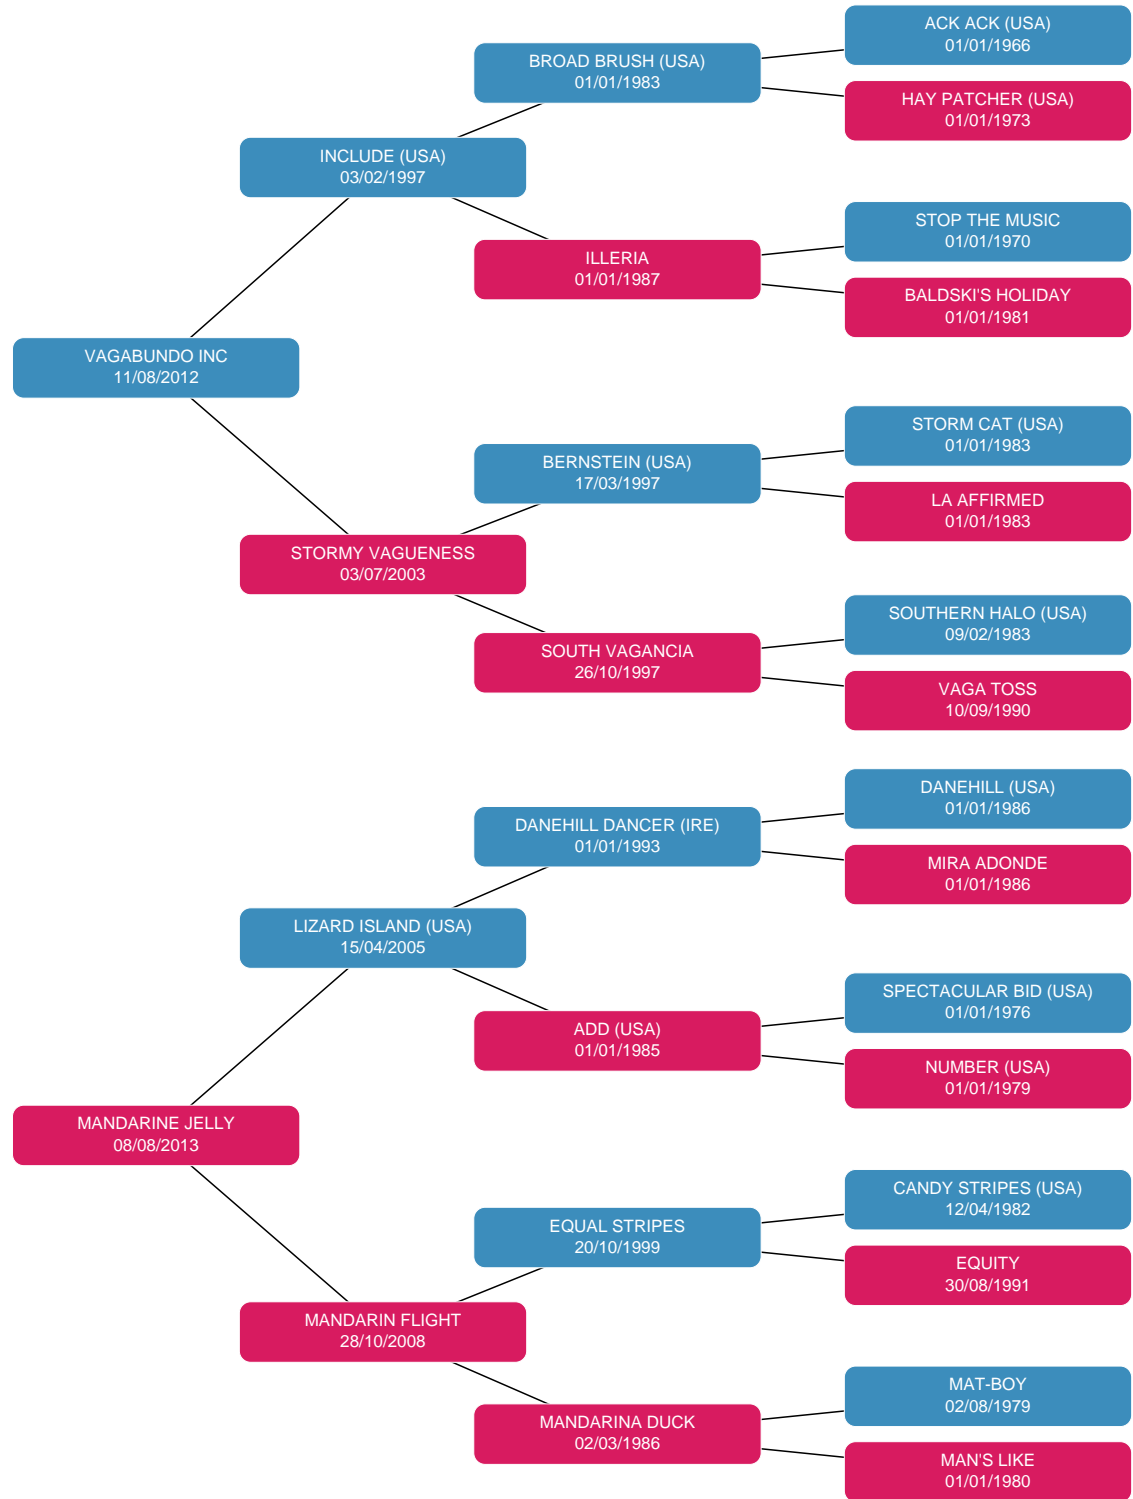 ACK ACK (USA)
01/01/1966
BROAD BRUSH (USA)
01/01/1983
HAY PATCHER (USA)
01/01/1973
INCLUDE (USA)
03/02/1997
STOP THE MUSIC
01/01/1970
ILLERIA
01/01/1987
BALDSKI'S HOLIDAY
01/01/1981
VAGABUNDO INC
11/08/2012
STORM CAT (USA)
01/01/1983
BERNSTEIN (USA)
17/03/1997
LA AFFIRMED
01/01/1983
STORMY VAGUENESS
03/07/2003
SOUTHERN HALO (USA)
09/02/1983
SOUTH VAGANCIA
26/10/1997
VAGA TOSS
10/09/1990
DANEHILL (USA)
01/01/1986
DANEHILL DANCER (IRE)
01/01/1993
MIRA ADONDE
01/01/1986
LIZARD ISLAND (USA)
15/04/2005
SPECTACULAR BID (USA)
01/01/1976
ADD (USA)
01/01/1985
NUMBER (USA)
01/01/1979
MANDARINE JELLY
08/08/2013
CANDY STRIPES (USA)
12/04/1982
EQUAL STRIPES
20/10/1999
EQUITY
30/08/1991
MANDARIN FLIGHT
28/10/2008
MAT-BOY
02/08/1979
MANDARINA DUCK
02/03/1986
MAN'S LIKE
01/01/1980